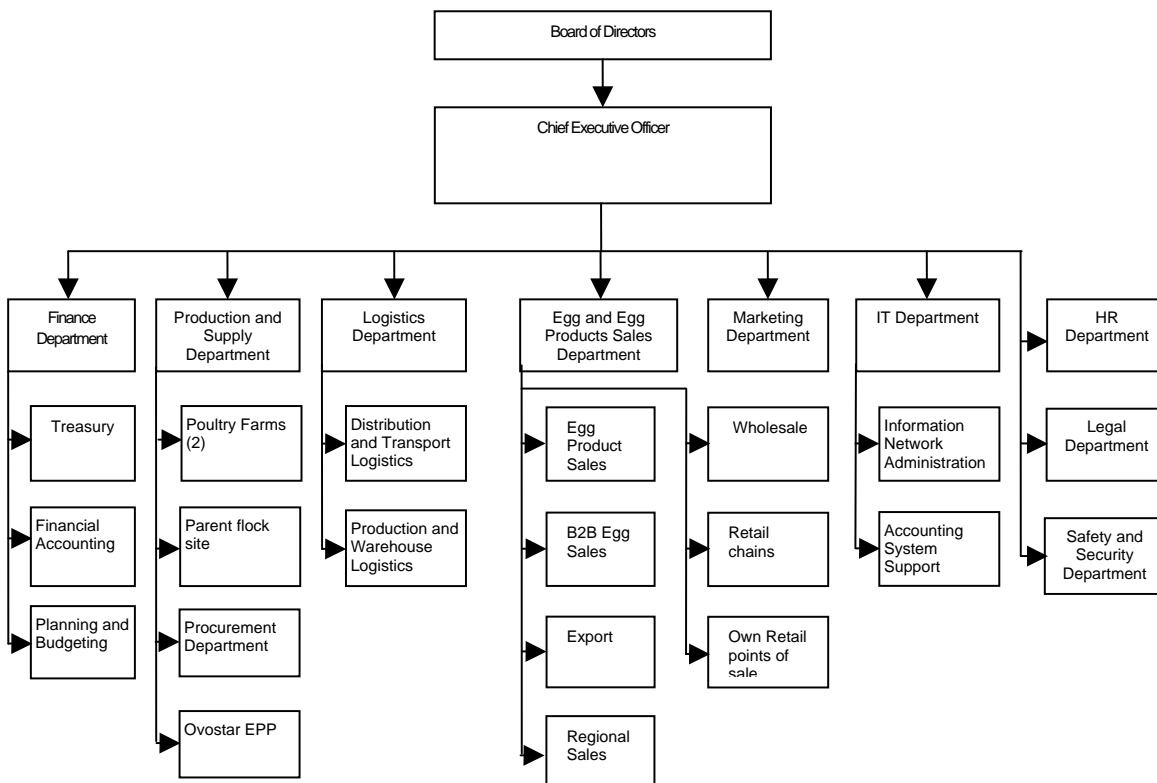 Board of Directors
Chief Executive Officer
Finance
Department
Production and
Supply
Department
Logistics
Department
Egg and Egg
Products Sales
Department
Marketing
Department
IT Department
HR
Department
Treasury
Poultry Farms
(2)
Distribution
and Transport
Logistics
Egg
Product
Sales
Wholesale
Information
Network
Administration
Legal
Department
Financial
Accounting
Parent flock
site
Production and
Warehouse
Logistics
B2B Egg
Sales
Retail
chains
Accounting
System
Support
Safety and
Security
Department
Planning and
Budgeting
Procurement
Department
Export
Own Retail
points of
sale
Ovostar EPP
Regional
Sales